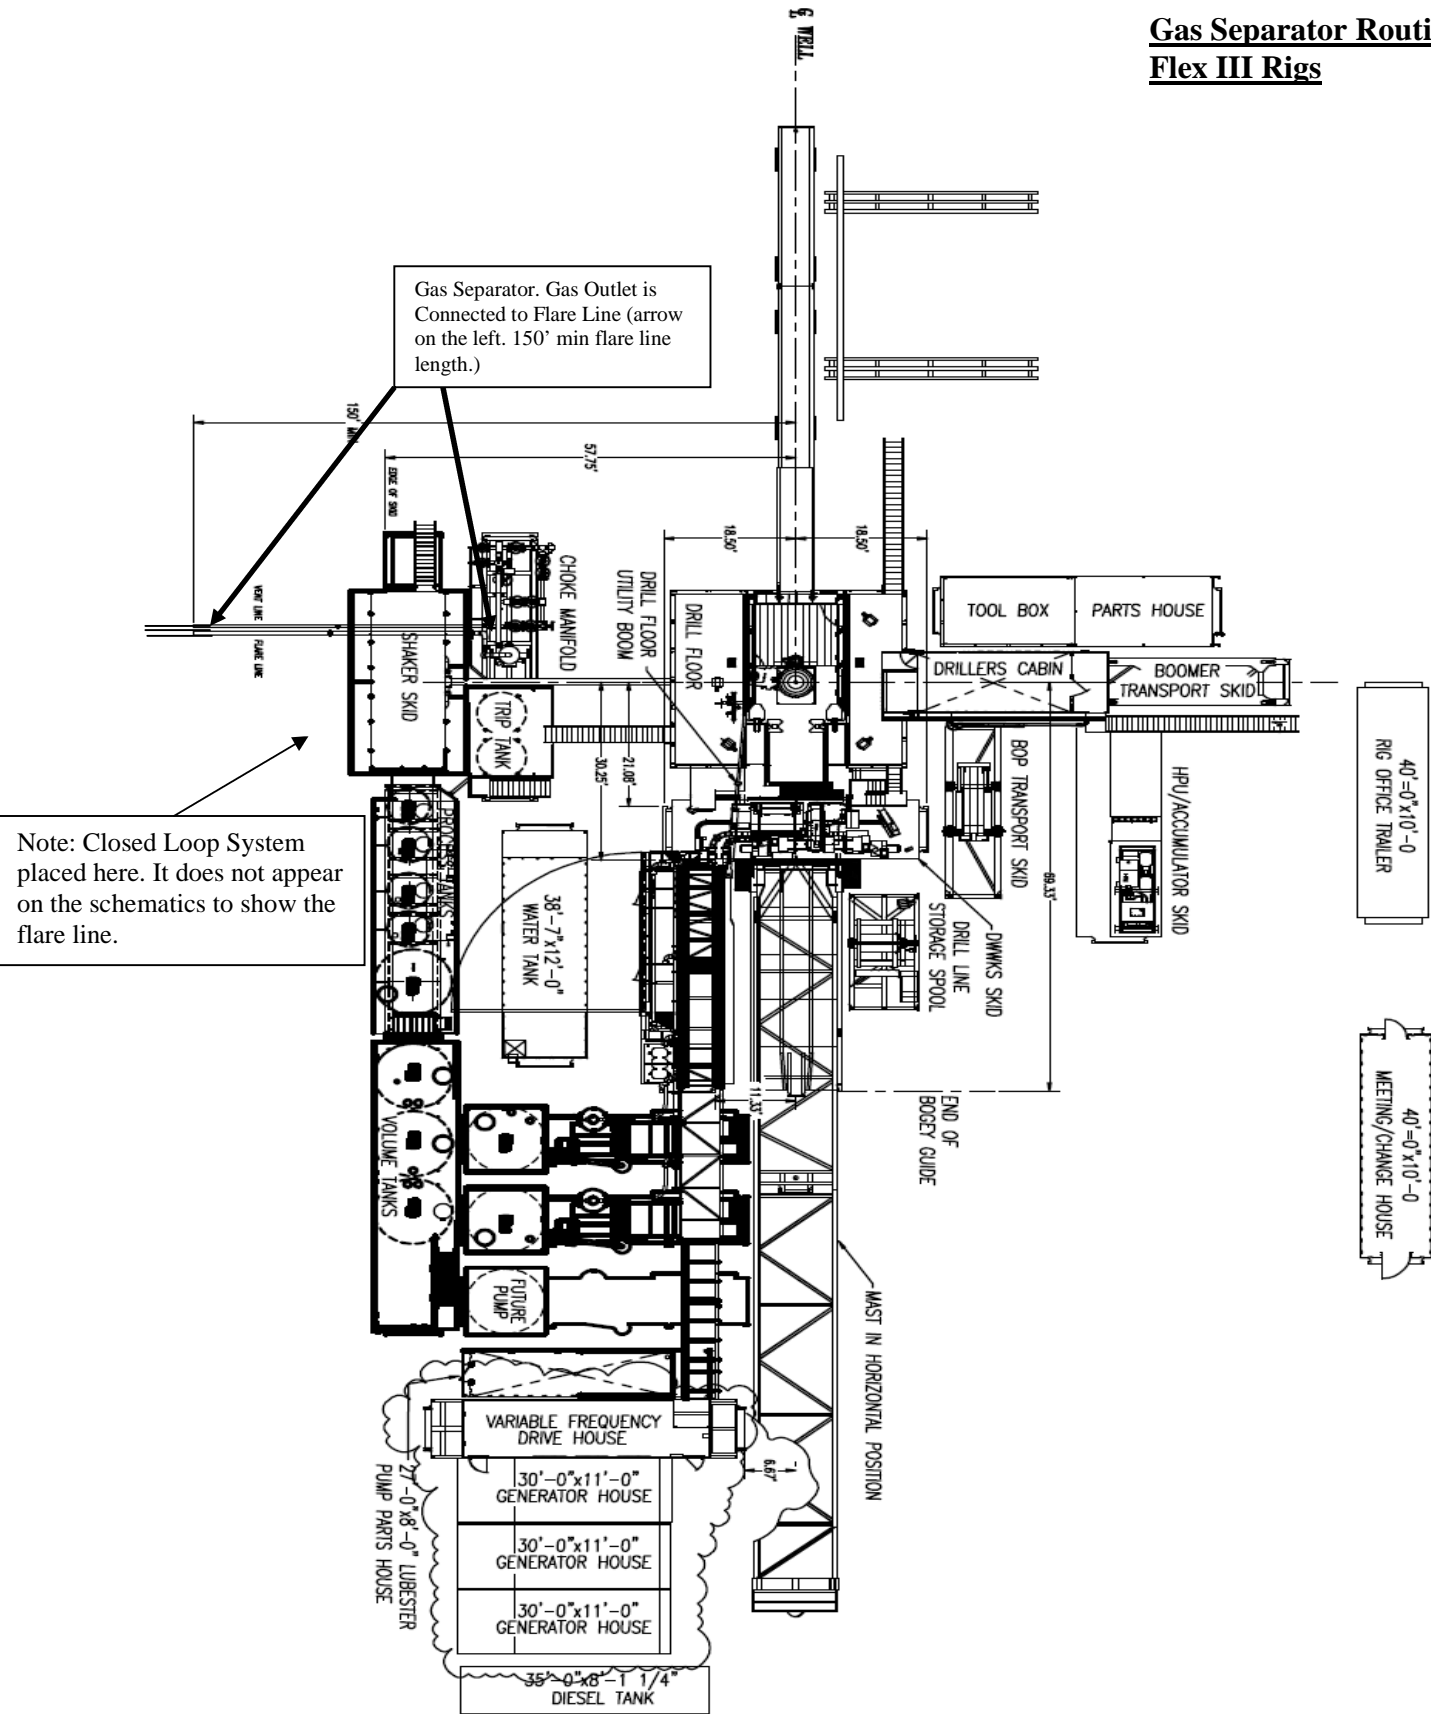 Gas Separator Routi
Flex III Rigs
℄ WELL
Gas Separator. Gas Outlet is
Connected to Flare Line (arrow
on the left. 150’ min flare line
length.)
150' MIN
57.75'
EDGE OF SKID
18.50'
18.50'
CHOKE MANIFOLD
DRILL FLOOR
UTILITY BOOM
DRILL FLOOR
TOOL BOX
PARTS HOUSE
VENT LINE
FLARE LINE
SHAKER SKID
DRILLERS CABIN
BOOMER
TRANSPORT SKID
TRIP TANK
30.25'
21.08'
BOP TRANSPORT SKID
HPU/ACCUMULATOR SKID
40'=0"x10'-0
RIG OFFICE TRAILER
Note: Closed Loop System
placed here. It does not appear
on the schematics to show the
flare line.
PROCESS TANKS
38'-7"x12'-0"
WATER TANK
69.33'
DWWKS SKID
DRILL LINE
STORAGE SPOOL
11.33'
END OF
BOGEY GUIDE
40'=0"x10'-0
MEETING/CHANGE HOUSE
VOLUME TANKS
FUTURE
PUMP
MAST IN HORIZONTAL POSITION
VARIABLE FREQUENCY
DRIVE HOUSE
6.67'
27'-0"x8'-0" LUBESTER
PUMP PARTS HOUSE
30'-0"x11'-0"
GENERATOR HOUSE
30'-0"x11'-0"
GENERATOR HOUSE
30'-0"x11'-0"
GENERATOR HOUSE
35'-0"x8'-1 1/4"
DIESEL TANK